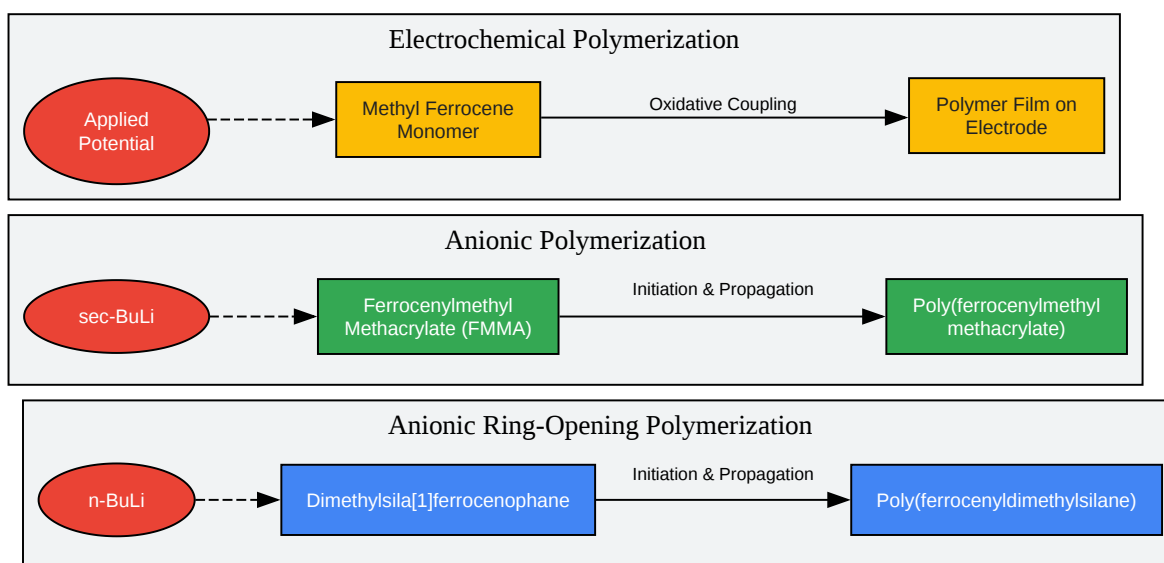 Electrochemical Polymerization
Applied
Potential
Methyl Ferrocene
Monomer
Oxidative Coupling
Polymer Film on
Electrode
Anionic Polymerization
sec-BuLi
Ferrocenylmethyl
Methacrylate (FMMA)
Initiation & Propagation
Poly(ferrocenylmethyl
methacrylate)
Anionic Ring-Opening Polymerization
n-BuLi
Dimethylsila[1]ferrocenophane
Initiation & Propagation
Poly(ferrocenyldimethylsilane)